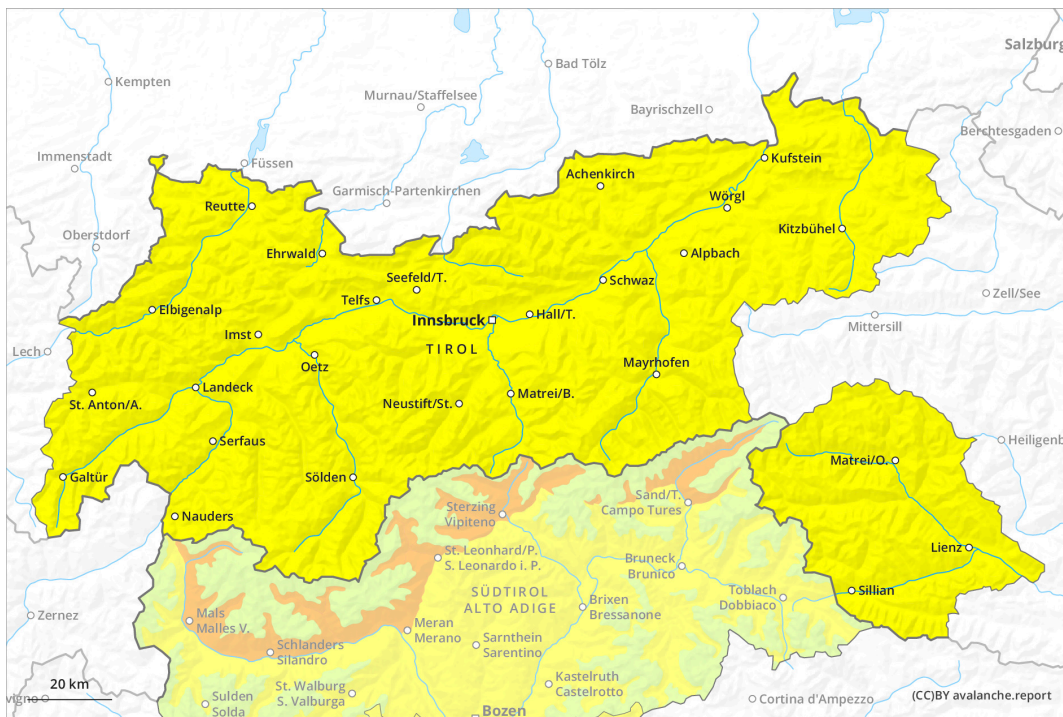 Salzburg
Kempten
Bad Tölz
Murnau/Staffelsee
Bayrischzell
Berchtesgaden
Immenstadt
Füssen
Kufstein
Achenkirch
Garmisch-Partenkirchen
Wörgl
Reutte
Oberstdorf
Kitzbühel
Ehrwald
Alpbach
Seefeld/T.
Schwaz
Telfs
Zell/See
Elbigenalp
Innsbruck
Hall/T.
Mittersill
Imst
TIROL
Lech
Oetz
Mayrhofen
Landeck
St. Anton/A.
Neustift/St.
Matrei/B.
Serfaus
Heiligenb
Matrei/O.
Galtür
Sölden
Sand/T.
Campo Tures
Sterzing
Vipiteno
Nauders
Lienz
St. Leonhard/P.
S. Leonardo i. P.
Bruneck
Brunico
SÜDTIROL
ALTO ADIGE
Toblach
Dobbiaco
Sillian
Brixen
Bressanone
Zernez
Mals
Malles V.
Meran
Merano
Sarnthein
Sarentino
Schlanders
Silandro
Kastelruth
Castelrotto
20 km
St. Walburg
S. Valburga
Sulden
Solda
vigno
Cortina d'Ampezzo
(CC)BY avalanche.report
Bozen